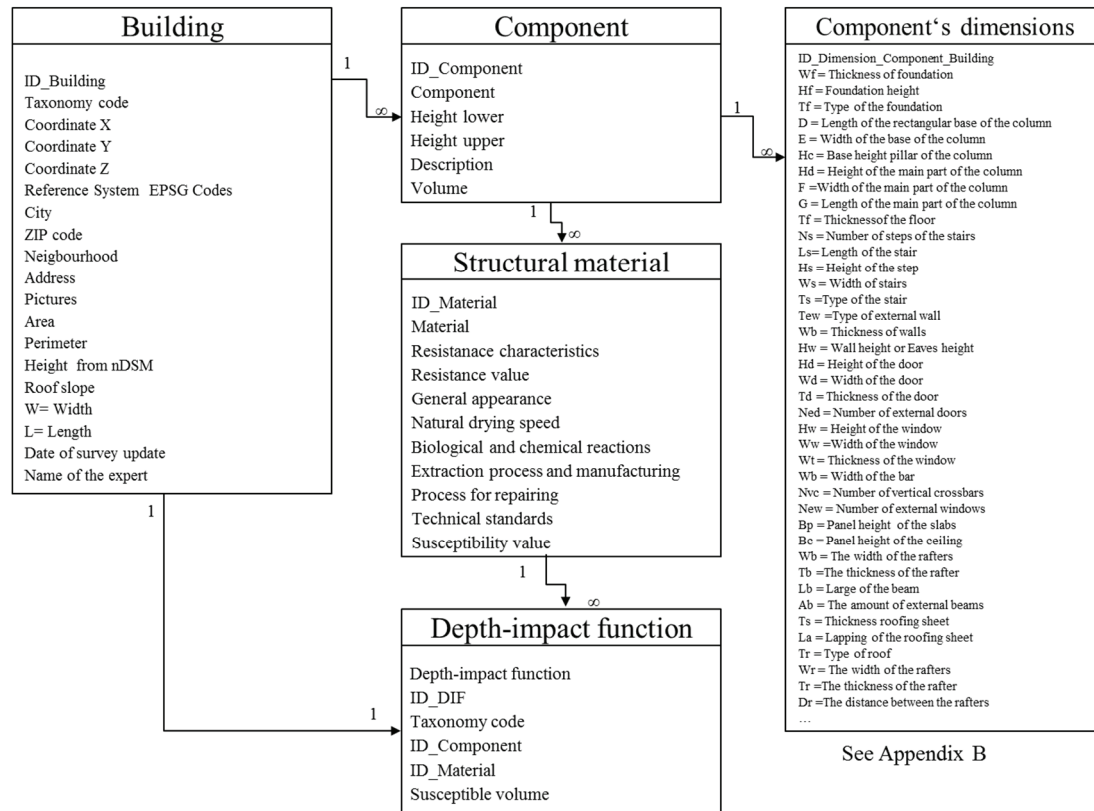 Building
ID_Building
Taxonomy code
Coordinate X
Coordinate Y
Coordinate Z
Reference System EPSG Codes
City
ZIP code
Neigbourhood
Address
Pictures
Area
Perimeter
Height from nDSM
Roof slope
W= Width
L= Length
Date of survey update
Name of the expert
1
∞
Component
ID_Component
Component
Height lower
Height upper
Description
Volume
1
∞
1
∞
Structural material
ID_Material
Material
Resistanace characteristics
Resistance value
General appearance
Natural drying speed
Biological and chemical reactions
Extraction process and manufacturing
Process for repairing
Technical standards
Susceptibility value
1
∞
1
1
Depth-impact function
Depth-impact function
ID_DIF
Taxonomy code
ID_Component
ID_Material
Susceptible volume
Component‘s dimensions
ID_Dimension_Component_Building
Wf = Thickness of foundation
Hf = Foundation height
Tf = Type of the foundation
D = Length of the rectangular base of the column
E = Width of the base of the column
Hc = Base height pillar of the column
Hd = Height of the main part of the column
F =Width of the main part of the column
G = Length of the main part of the column
Tf = Thicknessof the floor
Ns = Number of steps of the stairs
Ls= Length of the stair
Hs = Height of the step
Ws = Width of stairs
Ts =Type of the stair
Tew =Type of external wall
Wb = Thickness of walls
Hw = Wall height or Eaves height
Hd = Height of the door
Wd = Width of the door
Td = Thickness of the door
Ned = Number of external doors
Hw = Height of the window
Ww =Width of the window
Wt = Thickness of the window
Wb = Width of the bar
Nvc = Number of vertical crossbars
New = Number of external windows
Bp = Panel height of the slabs
Bc = Panel height of the ceiling
Wb = The width of the rafters
Tb =The thickness of the rafter
Lb = Large of the beam
Ab = The amount of external beams
Ts = Thickness roofing sheet
La = Lapping of the roofing sheet
Tr = Type of roof
Wr = The width of the rafters
Tr =The thickness of the rafter
Dr =The distance between the rafters
…
See Appendix B